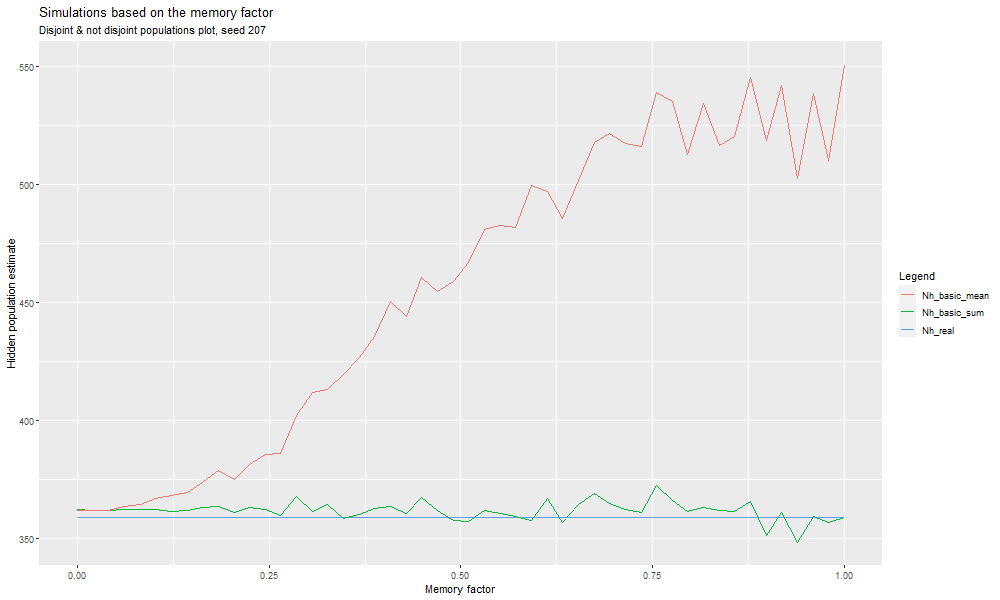 Simulations based on the memory factor
Disjoint & not disjoint populations plot, seed 207
550
500
450
400
350
Hidden population estimate
0.00
0.25
0.50
0.75
1.00
Memory factor
Legend
Nh_basic_mean
Nh_basic_sum
Nh_real